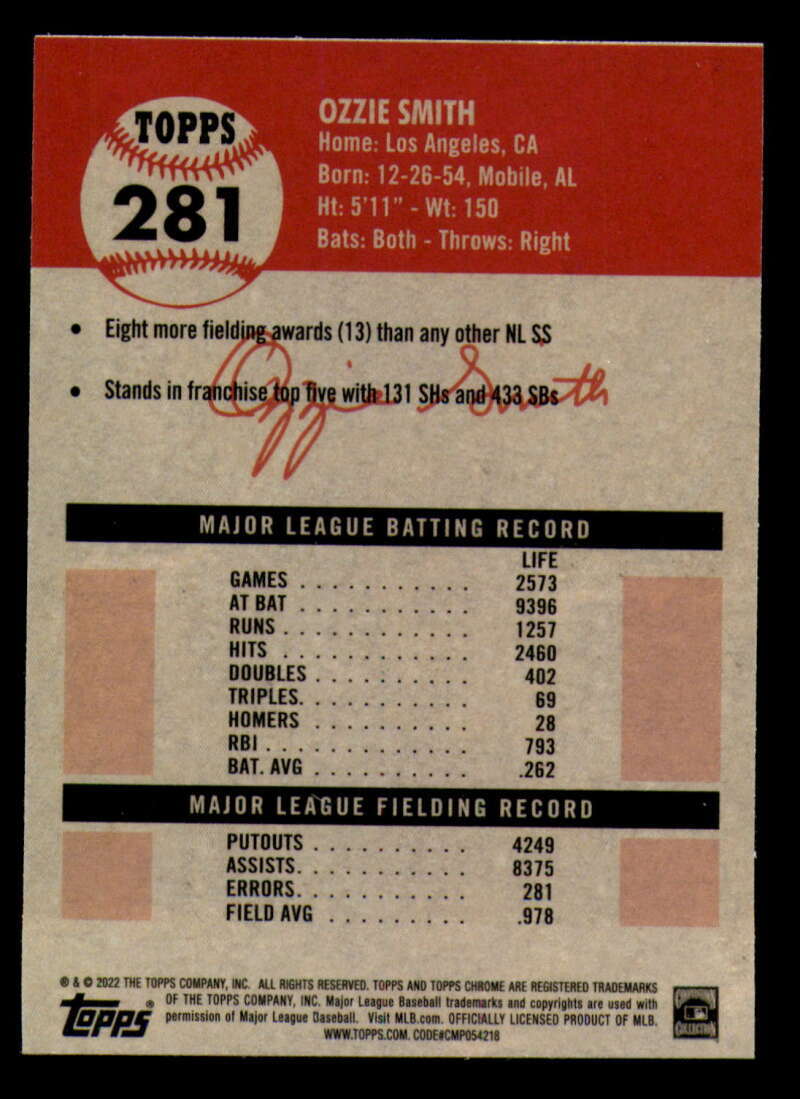 TOPPS
281
OZZIE SMITH
Home: Los Angeles, CA
Born: 12-26-54, Mobile, AL
Ht: 5'11" - Wt: 150
Bats: Both - Throws: Right
• Eight more fielding awards (13) than any other NL SS
• Stands in franchise top five with 131 SHs and 433 SBs
Ozzie Smith
MAJOR LEAGUE BATTING RECORD
LIFE
GAMES . . . . . . . . . . . 2573
AT BAT . . . . . . . . . . . 9396
RUNS . . . . . . . . . . . . 1257
HITS . . . . . . . . . . . . 2460
DOUBLES . . . . . . . . . . 402
TRIPLES. . . . . . . . . . . 69
HOMERS . . . . . . . . . . 28
RBI . . . . . . . . . . . . . 793
BAT. AVG . . . . . . . . . . .262
MAJOR LEAGUE FIELDING RECORD
PUTOUTS . . . . . . . . . . 4249
ASSISTS. . . . . . . . . . . 8375
ERRORS. . . . . . . . . . . 281
FIELD AVG . . . . . . . . . .978
® & © 2022 THE TOPPS COMPANY, INC. ALL RIGHTS RESERVED. TOPPS AND TOPPS CHROME ARE REGISTERED TRADEMARKS
OF THE TOPPS COMPANY, INC. Major League Baseball trademarks and copyrights are used with
permission of Major League Baseball. Visit MLB.com. OFFICIALLY LICENSED PRODUCT OF MLB.
WWW.TOPPS.COM. CODE#CMP054218
Topps®
COOPERSTOWN
COLLECTION